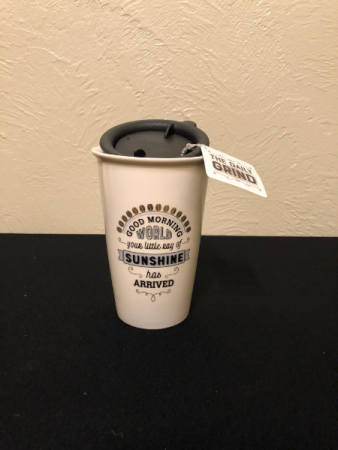 THE DAILY
GRIND
GOOD MORNING
WORLD
your little ray of
SUNSHINE
has
ARRIVED